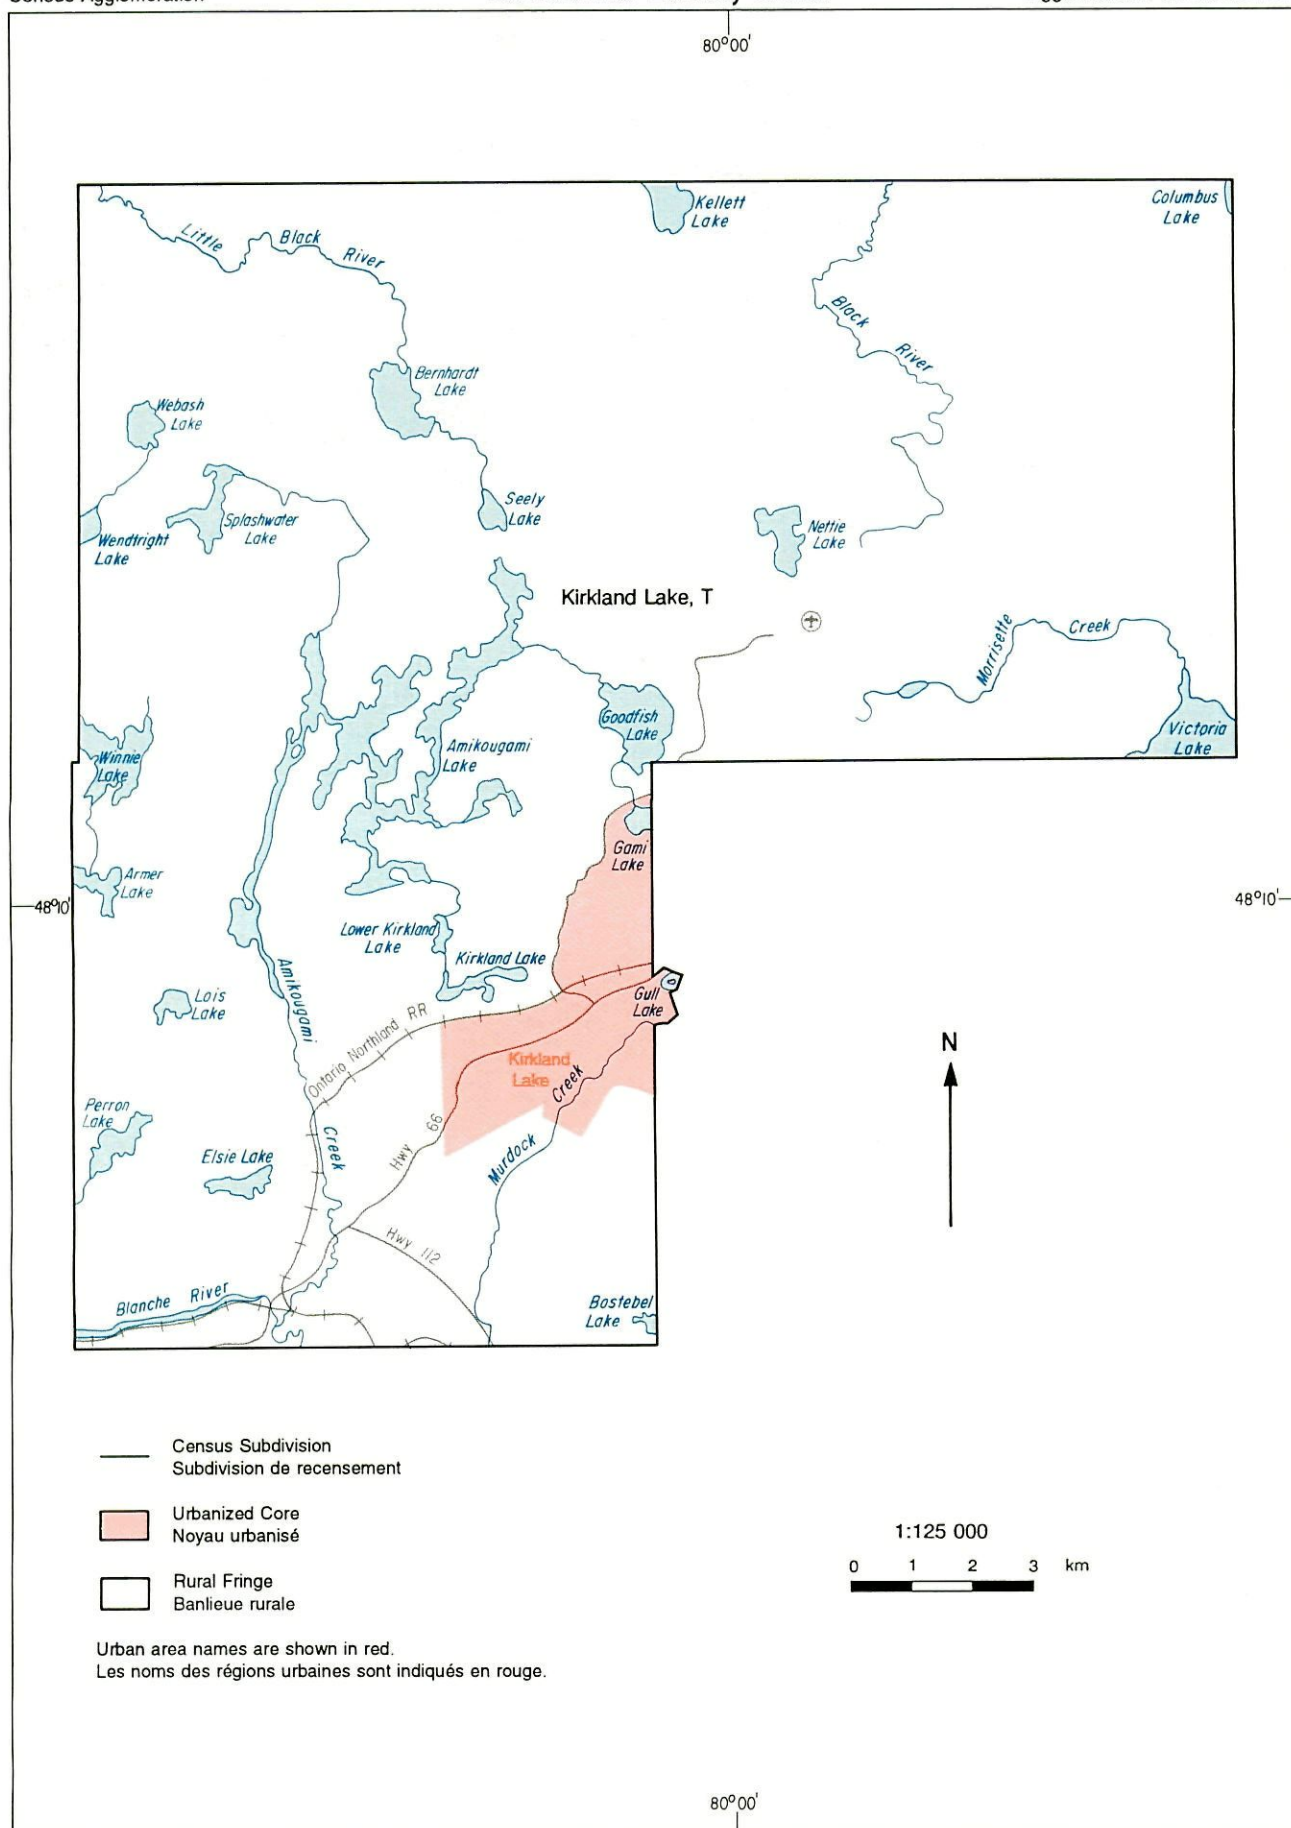 80°00'
Kellett
Lake
Columbus
Lake
Little Black River
Black River
Bernhardt
Lake
Webash
Lake
Seely
Lake
Splashwater
Lake
Wendtright
Lake
Nettie
Lake
Kirkland Lake, T
Morrisette Creek
Goodfish
Lake
Victoria
Lake
Winnie
Lake
Amikougami
Lake
Gami
Lake
Armer
Lake
48°10'
48°10'
Lower Kirkland
Lake
Kirkland Lake
Amikougami Creek
Lois
Lake
Gull
Lake
Ontario Northland RR
Kirkland
Lake
Murdock Creek
Perron
Lake
Hwy 66
Elsie Lake
Hwy 112
Blanche River
Bostebel
Lake
N
Census Subdivision
Subdivision de recensement
Urbanized Core
Noyau urbanisé
Rural Fringe
Banlieue rurale
1:125 000
0 1 2 3 km
Urban area names are shown in red.
Les noms des régions urbaines sont indiqués en rouge.
80°00'